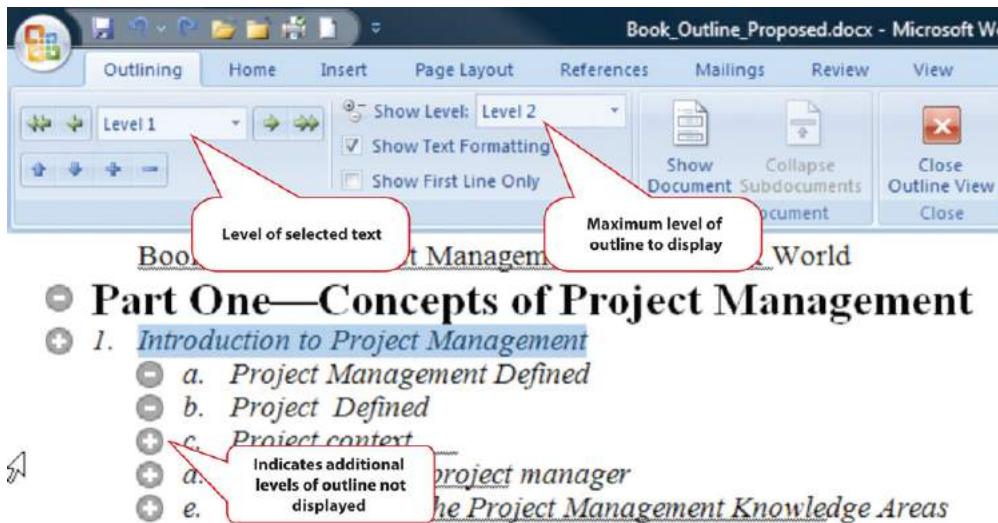 Book_Outline_Proposed.docx - Microsoft W
Outlining Home Insert Page Layout References Mailings Review View
Level 1
Show Level: Level 2
Show Text Formatting
Show First Line Only
Show Document
Collapse Subdocuments
Close Outline View
Close
Level of selected text
Maximum level of
outline to display
World
Part One—Concepts of Project Management
1. Introduction to Project Management
a. Project Management Defined
b. Project Defined
c. Project context
project manager
e. he Project Management Knowledge Areas
Indicates additional
levels of outline not
displayed